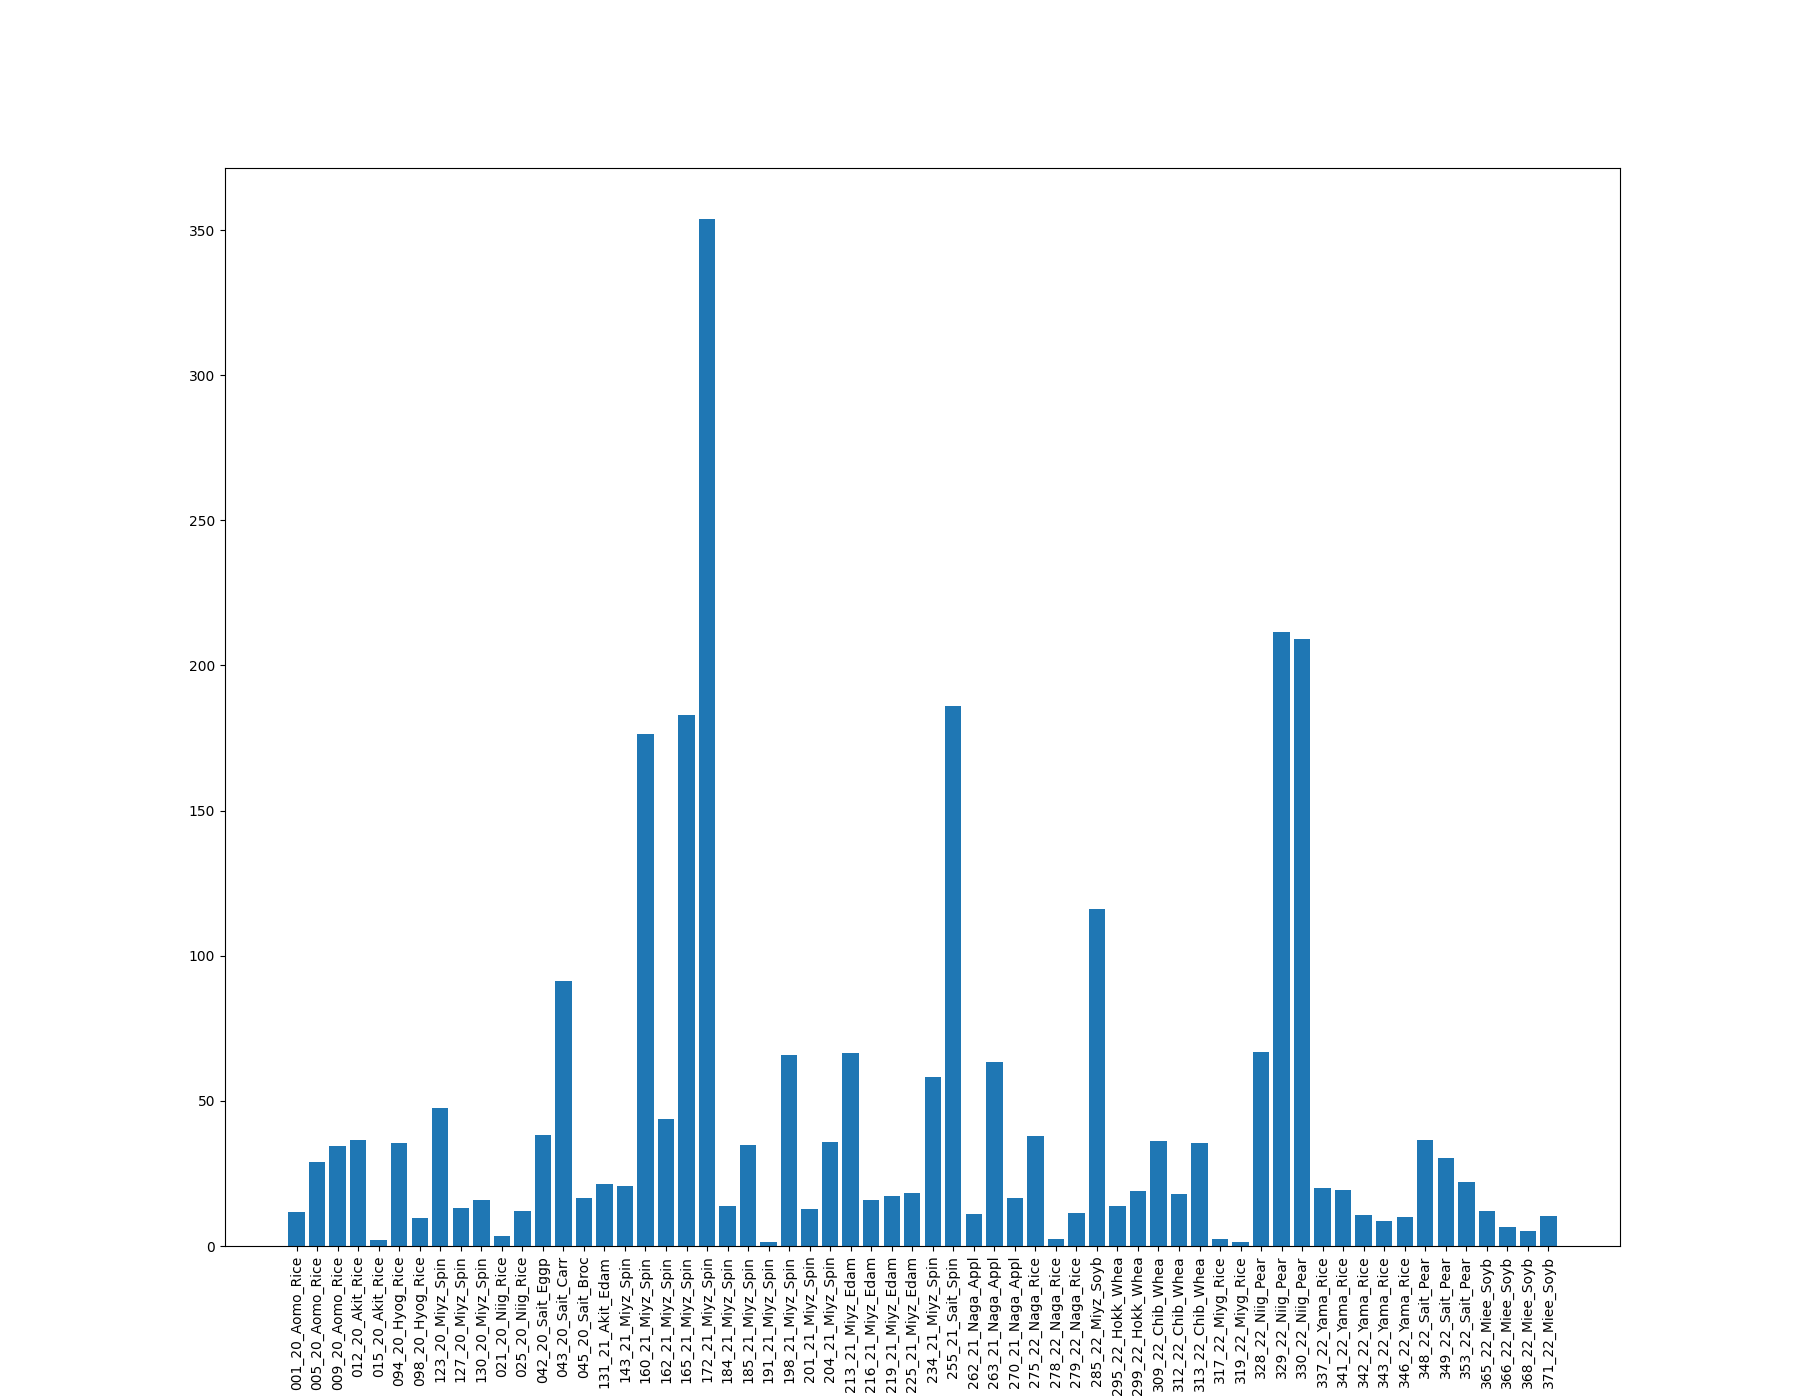 350
300
250
200
150
100
50
0
001_20_Aomo_Rice
005_20_Aomo_Rice
009_20_Aomo_Rice
012_20_Akit_Rice
015_20_Akit_Rice
094_20_Hyog_Rice
098_20_Hyog_Rice
123_20_Miyz_Spin
127_20_Miyz_Spin
130_20_Miyz_Spin
021_20_Niig_Rice
025_20_Niig_Rice
042_20_Sait_Eggp
043_20_Sait_Carr
045_20_Sait_Broc
131_21_Akit_Edam
143_21_Miyz_Spin
160_21_Miyz_Spin
162_21_Miyz_Spin
165_21_Miyz_Spin
172_21_Miyz_Spin
184_21_Miyz_Spin
185_21_Miyz_Spin
191_21_Miyz_Spin
198_21_Miyz_Spin
201_21_Miyz_Spin
204_21_Miyz_Spin
213_21_Miyz_Edam
216_21_Miyz_Edam
219_21_Miyz_Edam
225_21_Miyz_Edam
234_21_Miyz_Spin
255_21_Sait_Spin
262_21_Naga_Appl
263_21_Naga_Appl
270_21_Naga_Appl
275_22_Naga_Rice
278_22_Naga_Rice
279_22_Naga_Rice
285_22_Miyz_Soyb
295_22_Hokk_Whea
299_22_Hokk_Whea
309_22_Chib_Whea
312_22_Chib_Whea
313_22_Chib_Whea
317_22_Miyg_Rice
319_22_Miyg_Rice
328_22_Niig_Pear
329_22_Niig_Pear
330_22_Niig_Pear
337_22_Yama_Rice
341_22_Yama_Rice
342_22_Yama_Rice
343_22_Yama_Rice
346_22_Yama_Rice
348_22_Sait_Pear
349_22_Sait_Pear
353_22_Sait_Pear
365_22_Miee_Soyb
366_22_Miee_Soyb
368_22_Miee_Soyb
371_22_Miee_Soyb